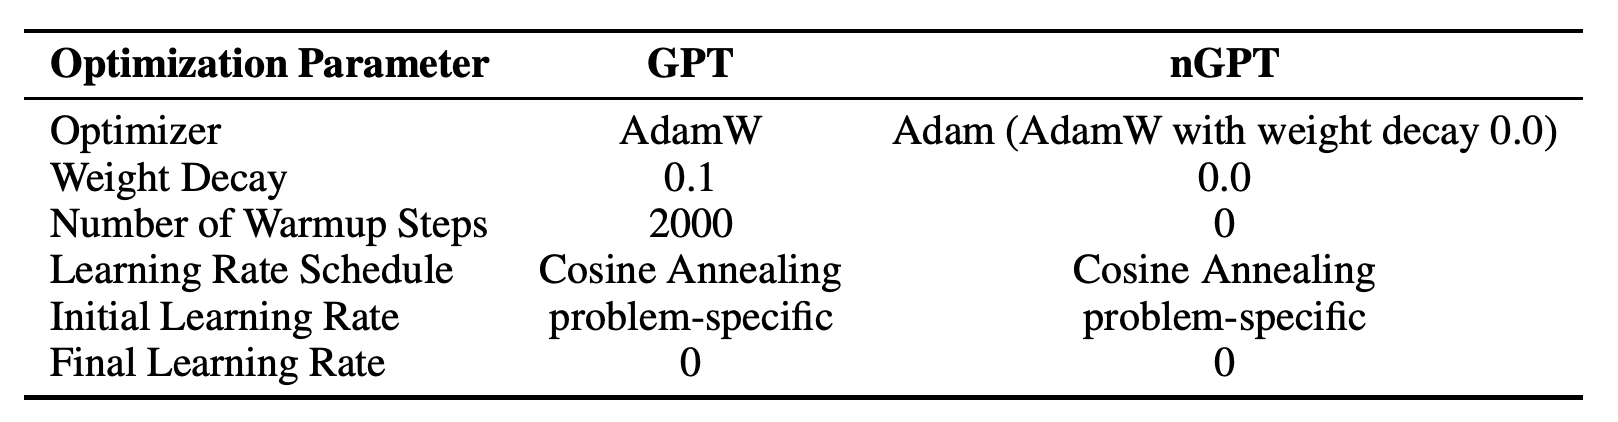 Optimization Parameter GPT nGPT
Optimizer AdamW Adam (AdamW with weight decay 0.0)
Weight Decay 0.1 0.0
Number of Warmup Steps 2000 0
Learning Rate Schedule Cosine Annealing Cosine Annealing
Initial Learning Rate problem-specific problem-specific
Final Learning Rate 0 0